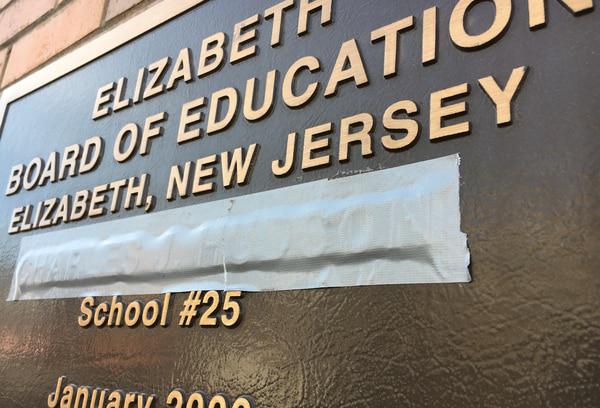 ELIZABETH
BOARD OF EDUCATION
ELIZABETH, NEW JERSEY
School #25
January